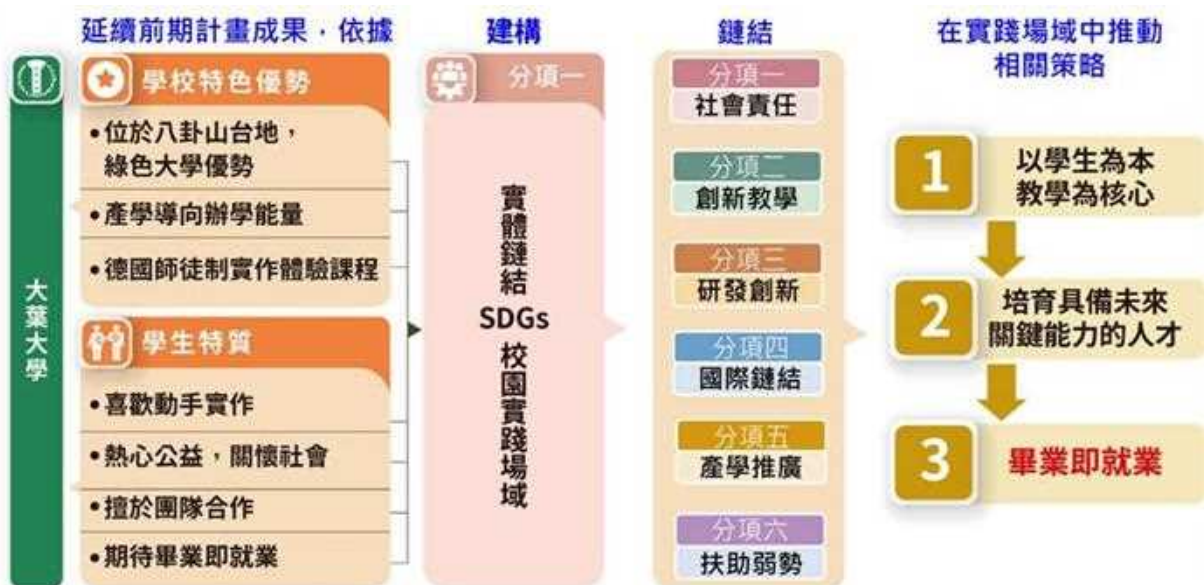 延續前期計畫成果，依據
建構
鏈結
在實踐場域中推動
相關策略
大葉大學
學校特色優勢
•位於八卦山台地，
綠色大學優勢
•產學導向辦學能量
•德國師徒制實作體驗課程
學生特質
•喜歡動手實作
•熱心公益，關懷社會
•擅於團隊合作
•期待畢業即就業
分項一
實體鏈結SDGs校園實踐場域
分項一
社會責任
分項二
創新教學
分項三
研發創新
分項四
國際鏈結
分項五
產學推廣
分項六
扶助弱勢
1
以學生為本
教學為核心
2
培育具備未來
關鍵能力的人才
3
畢業即就業